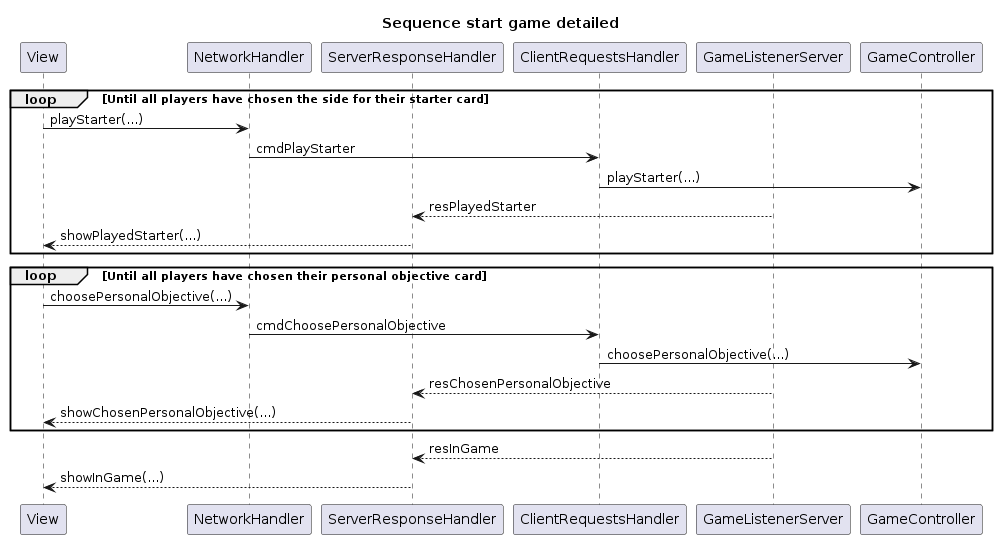 Sequence start game detailed
View NetworkHandler ServerResponseHandler ClientRequestsHandler GameListenerServer GameController
loop [Until all players have chosen the side for their starter card]
playStarter(...)
cmdPlayStarter
playStarter(...)
resPlayedStarter
showPlayedStarter(...)
loop [Until all players have chosen their personal objective card]
choosePersonalObjective(...)
cmdChoosePersonalObjective
choosePersonalObjective(...)
resChosenPersonalObjective
showChosenPersonalObjective(...)
resInGame
showInGame(...)
View NetworkHandler ServerResponseHandler ClientRequestsHandler GameListenerServer GameController